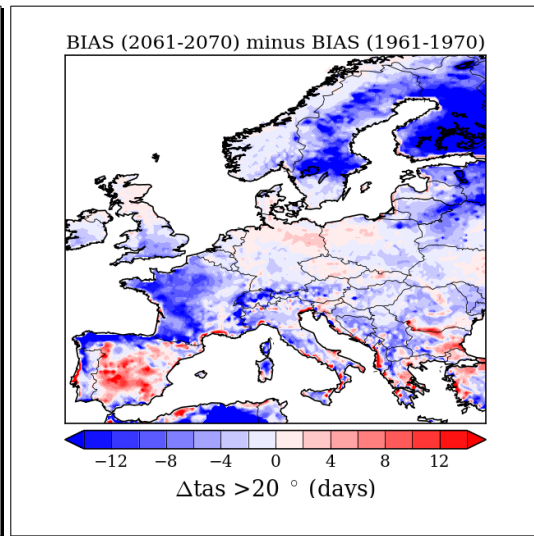 BIAS (2061-2070) minus BIAS (1961-1970)
−12 −8 −4 0 4 8 12
Δtas >20 ° (days)